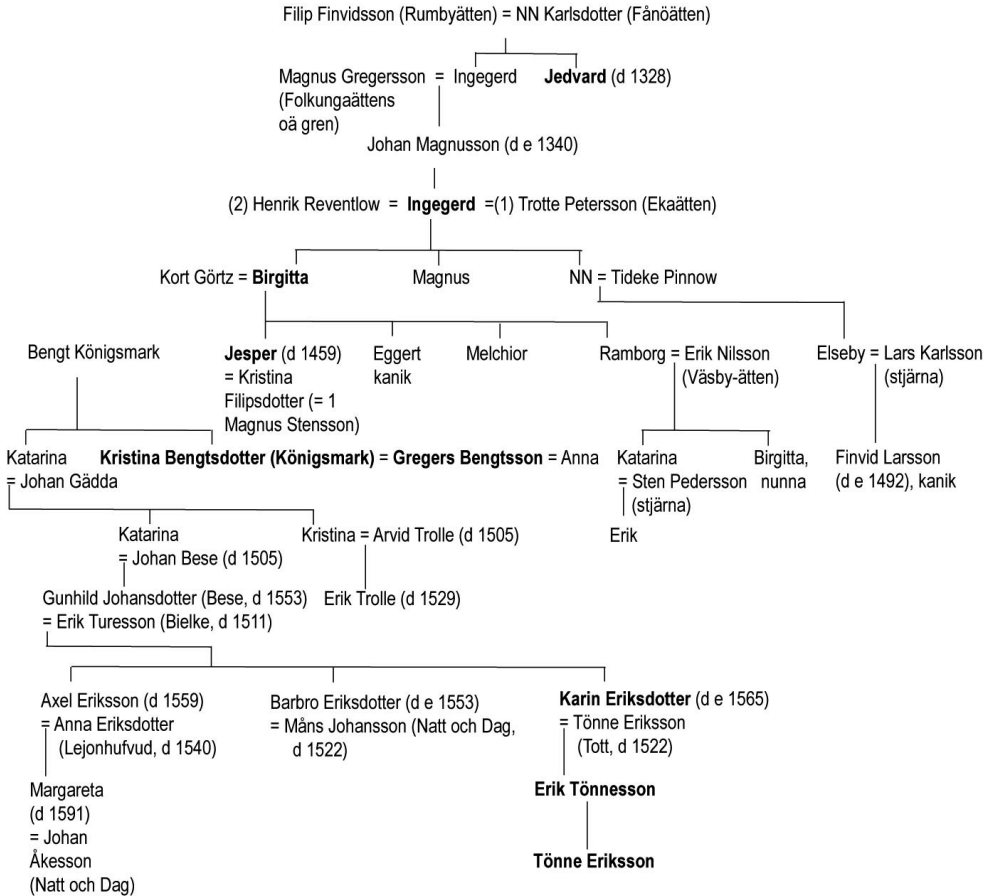 Filip Finvidsson (Rumbyätten) = NN Karlsdotter (Fånöätten)
Magnus Gregersson = Ingegerd Jedvard (d 1328)
(Folkungaättens
oä gren)
Johan Magnusson (d e 1340)
(2) Henrik Reventlow = Ingegerd =(1) Trotte Petersson (Ekaätten)
Kort Görtz = Birgitta Magnus NN = Tideke Pinnow
Bengt Königsmark Jesper (d 1459) Eggert Melchior Ramborg = Erik Nilsson Elseby = Lars Karlsson
= Kristina kanik (Väsby-ätten) (stjärna)
Filipsdotter (= 1
Magnus Stensson)
Katarina Kristina Bengtsdotter (Königsmark) = Gregers Bengtsson = Anna Katarina Birgitta, Finvid Larsson
= Johan Gädda = Sten Pedersson nunna (d e 1492), kanik
(stjärna)
Katarina Kristina = Arvid Trolle (d 1505) Erik
= Johan Bese (d 1505)
Gunhild Johansdotter (Bese, d 1553) Erik Trolle (d 1529)
= Erik Turesson (Bielke, d 1511)
Axel Eriksson (d 1559) Barbro Eriksdotter (d e 1553) Karin Eriksdotter (d e 1565)
= Anna Eriksdotter = Måns Johansson (Natt och Dag, = Tönne Eriksson
(Lejonhufvud, d 1540) d 1522) (Tott, d 1522)
Margareta Erik Tönnesson
(d 1591)
= Johan
Åkesson Tönne Eriksson
(Natt och Dag)